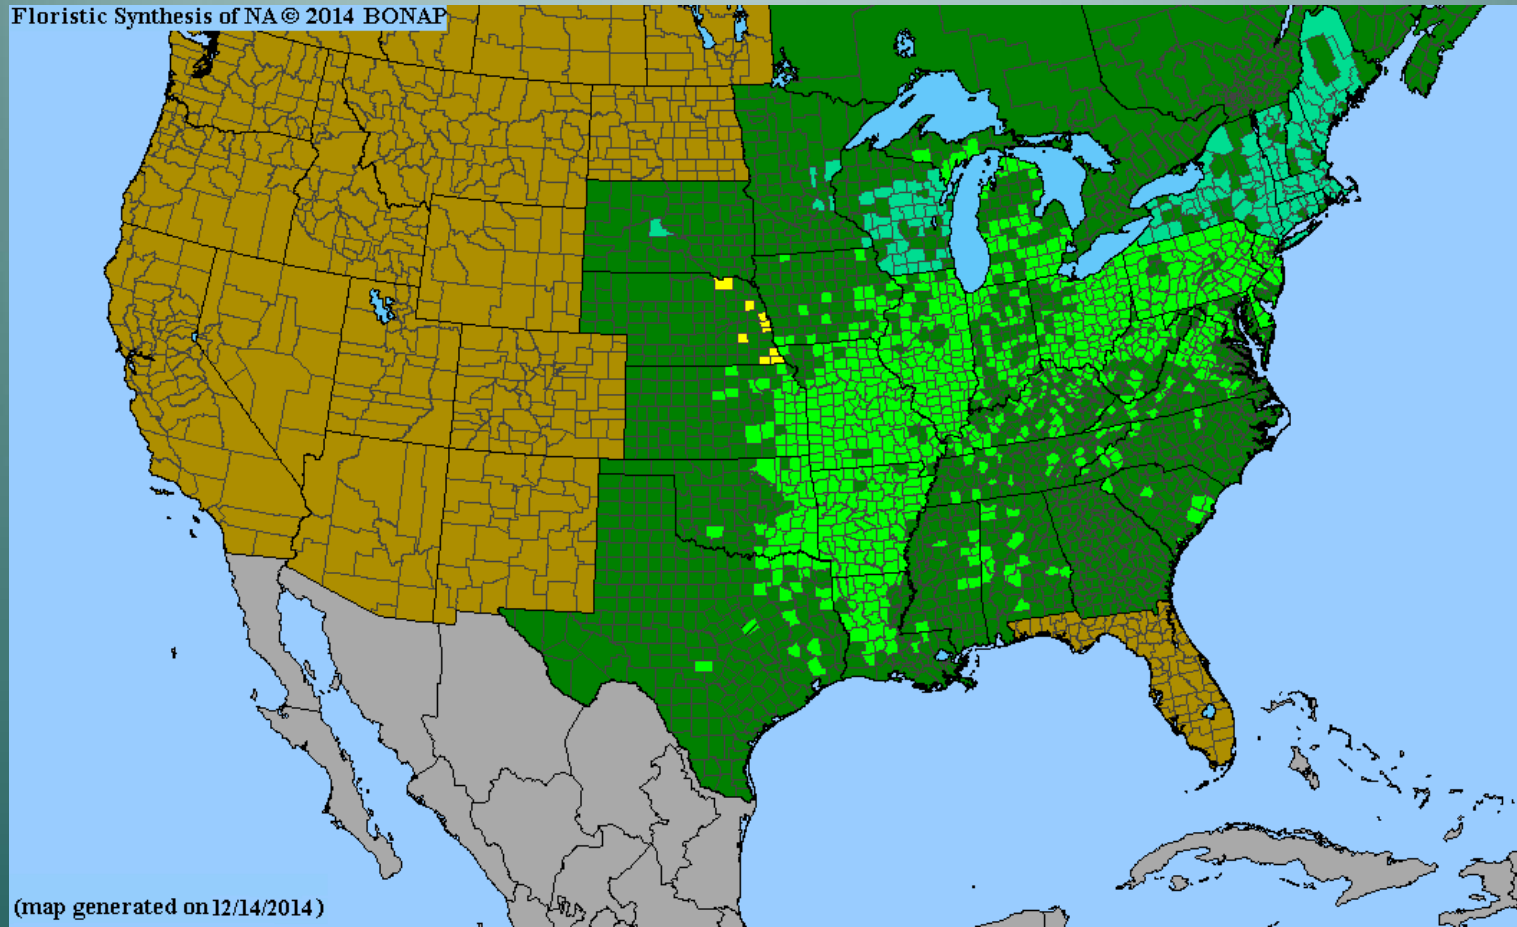 Floristic Synthesis of NA © 2014 BONAP
(map generated on 12/14/2014)